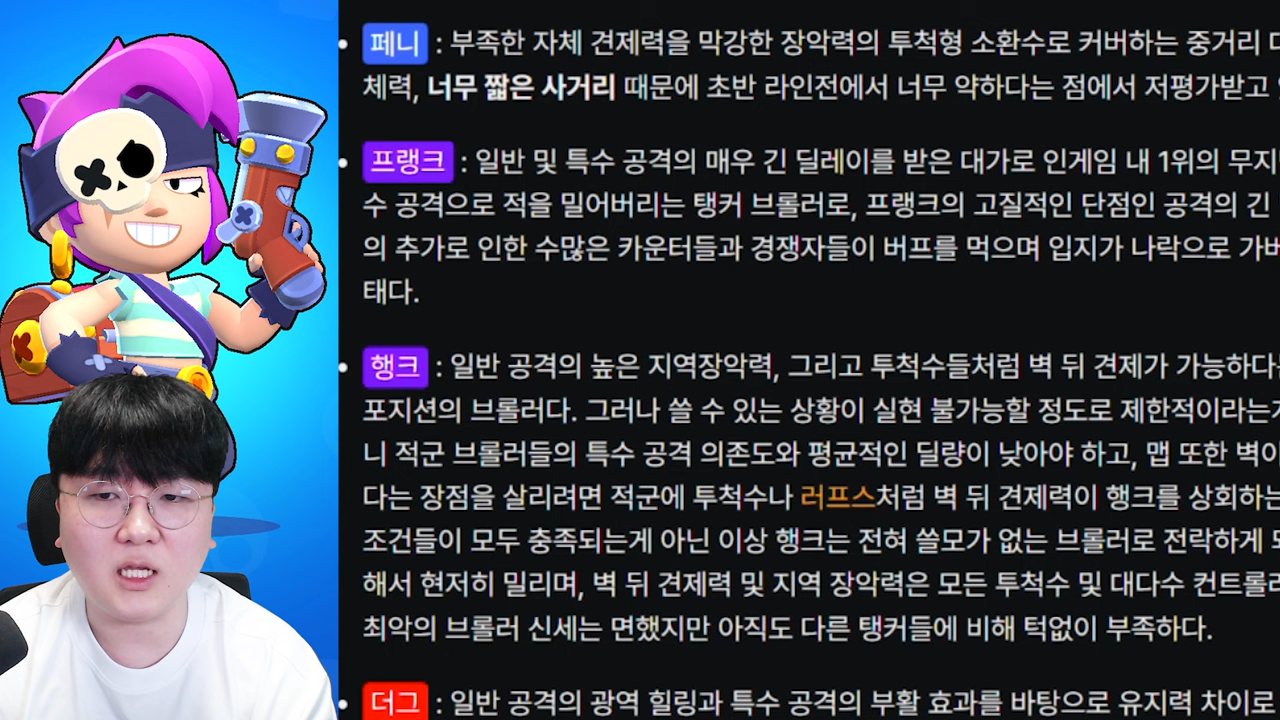 페니 : 부족한 자체 견제력을 막강한 장악력의 투척형 소환수로 커버하는 중거리
체력, 너무 짧은 사거리 때문에 초반 라인전에서 너무 약하다는 점에서 저평가받고
프랭크 : 일반 및 특수 공격의 매우 긴 딜레이를 받은 대가로 인게임 내 1위의 무지
수 공격으로 적을 밀어버리는 탱커 브롤러로, 프랭크의 고질적인 단점인 공격의 긴
의 추가로 인한 수많은 카운터들과 경쟁자들이 버프를 먹으며 입지가 나락으로
태다.
행크 : 일반 공격의 높은 지역장악력, 그리고 투척수들처럼 벽 뒤 견제가 가능하다
포지션의 브롤러다. 그러나 쓸 수 있는 상황이 실현 불가능할 정도로 제한적이라는
니 적군 브롤러들의 특수 공격 의존도와 평균적인 딜량이 낮아야 하고, 맵 또한
다는 장점을 살리려면 적군에 투척수나 러프스처럼 벽 뒤 견제력이 행크를 상회하는
조건들이 모두 충족되는게 아닌 이상 행크는 전혀 쓸모가 없는 브롤러로 전락하게
해서 현저히 밀리며, 벽 뒤 견제력 및 지역 장악력은 모든 투척수 및 대다수
최악의 브롤러 신세는 면했지만 아직도 다른 탱커들에 비해 턱없이 부족하다.
더그 : 일반 공격의 광역 힐링과 특수 공격의 부활 효과를 바탕으로 유지력 차이로